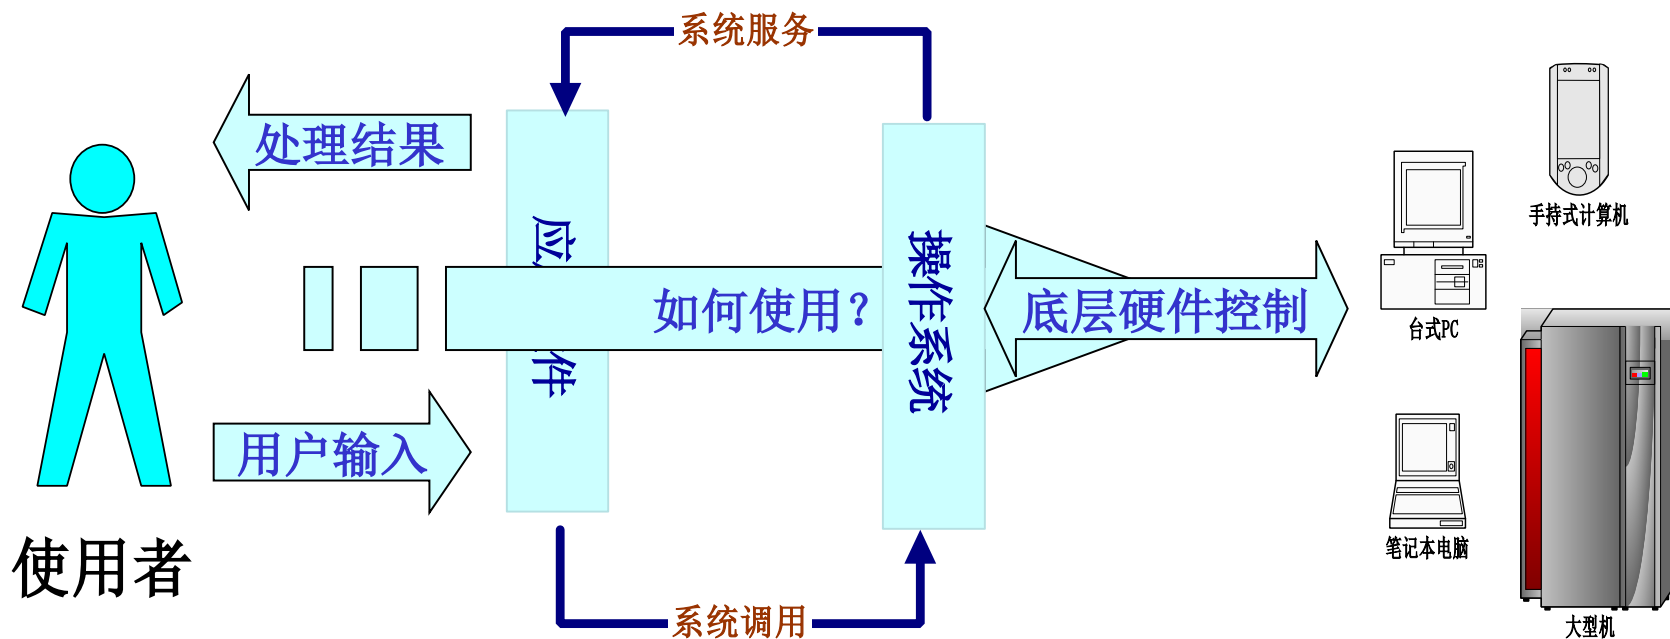 系统服务
处理结果
手持式计算机
应
件
操作系统
如何使用？
底层硬件控制
台式PC
用户输入
笔记本电脑
使用者
系统调用
大型机